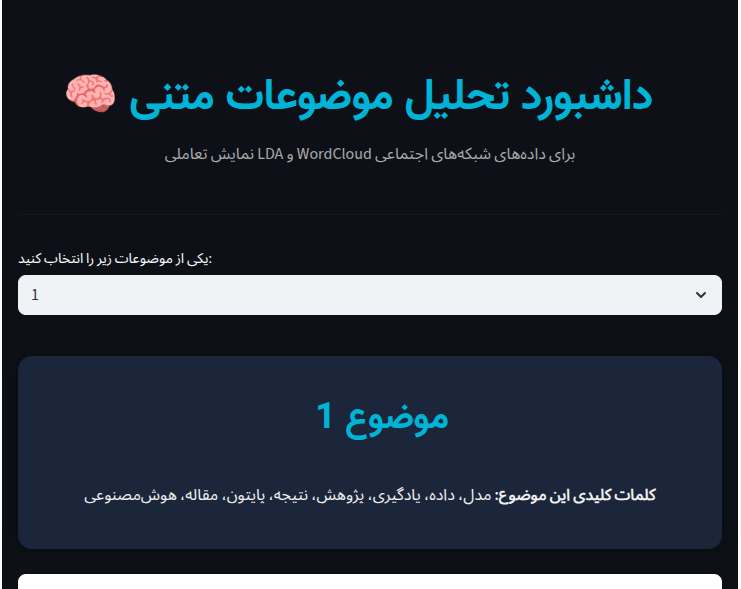 داشبورد تحلیل موضوعات متنی 🧠
نمایش تعاملی LDA و WordCloud برای داده‌های شبکه‌های اجتماعی
یکی از موضوعات زیر را انتخاب کنید:
1
موضوع 1
کلمات کلیدی این موضوع: مدل، داده، یادگیری، پژوهش، نتیجه، پایتون، مقاله، هوش‌مصنوعی